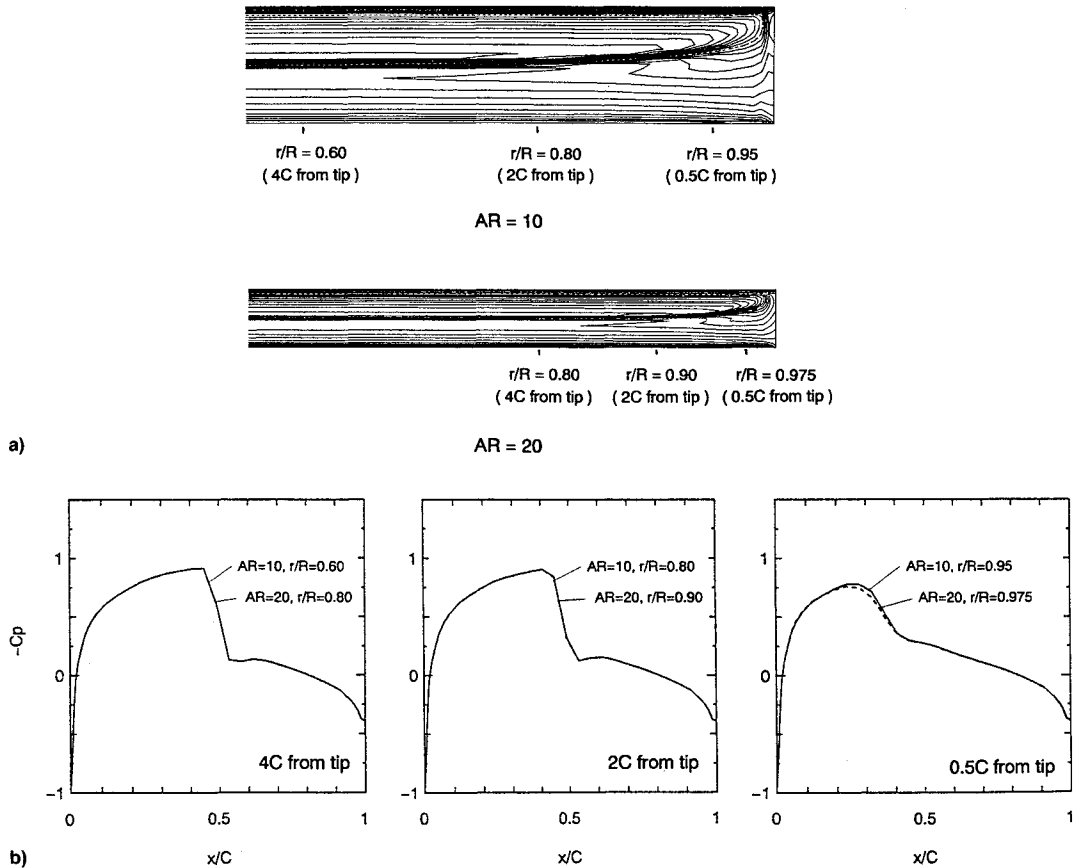 r/R = 0.60 r/R = 0.80 r/R = 0.95
( 4C from tip ) ( 2C from tip ) ( 0.5C from tip )
AR = 10
r/R = 0.80 r/R = 0.90 r/R = 0.975
( 4C from tip ) ( 2C from tip ) ( 0.5C from tip )
a)
AR = 20
-Cp
1
0
-1
AR=10, r/R=0.60
AR=20, r/R=0.80
4C from tip
0 0.5 1
x/C
1
0
-1
AR=10, r/R=0.80
AR=20, r/R=0.90
2C from tip
0 0.5 1
x/C
1
0
-1
AR=10, r/R=0.95
AR=20, r/R=0.975
0.5C from tip
0 0.5 1
x/C
b)